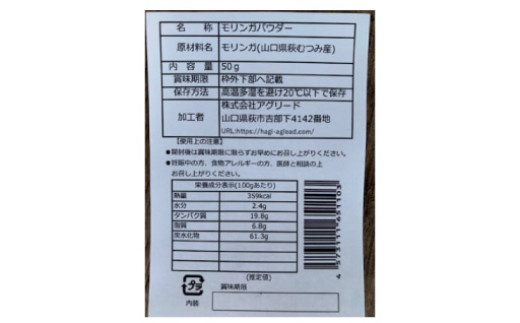 名 称 モリンガパウダー
原材料名 モリンガ(山口県萩むつみ産)
内 容 量 50g
賞味期限 枠外下部へ記載
保存方法 高温多湿を避け20℃以下で保存
加工者 株式会社アグリード
山口県萩市吉部下4142番地
URL:https://hagi-aglead.com/
【使用上の注意】
●開封後は賞味期限に限らずお早めにお召し上がりください。
●妊娠中の方、食物アレルギーの方、医師と相談の上
お召し上がりください。
栄養成分表示(100gあたり)
熱量 359kcal
水分 2.4g
タンパク質 19.8g
脂質 6.8g
炭水化物 61.3g
(推定値)
4573111651103
プラ
内袋
賞味期限